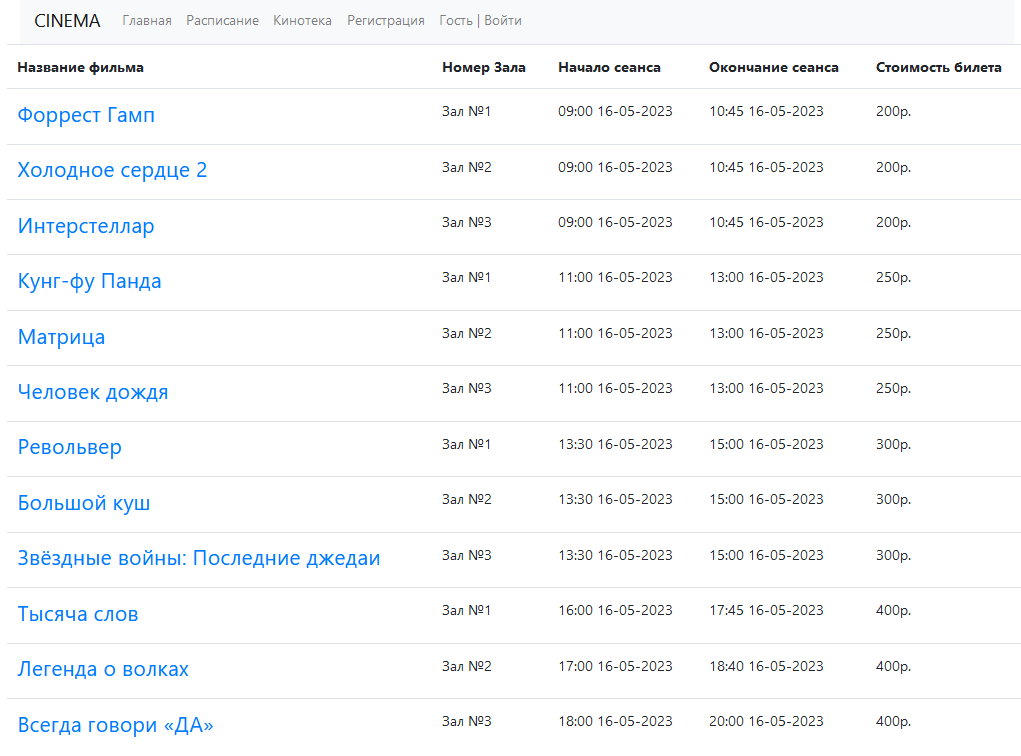 CINEMA Главная Расписание Кинотека Регистрация Гость | Войти
Название фильма Номер Зала Начало сеанса Окончание сеанса Стоимость билета
Форрест Гамп Зал №1 09:00 16-05-2023 10:45 16-05-2023 200р.
Холодное сердце 2 Зал №2 09:00 16-05-2023 10:45 16-05-2023 200р.
Интерстеллар Зал №3 09:00 16-05-2023 10:45 16-05-2023 200р.
Кунг-фу Панда Зал №1 11:00 16-05-2023 13:00 16-05-2023 250р.
Матрица Зал №2 11:00 16-05-2023 13:00 16-05-2023 250р.
Человек дождя Зал №3 11:00 16-05-2023 13:00 16-05-2023 250р.
Револьвер Зал №1 13:30 16-05-2023 15:00 16-05-2023 300р.
Большой куш Зал №2 13:30 16-05-2023 15:00 16-05-2023 300р.
Звёздные войны: Последние джедаи Зал №3 13:30 16-05-2023 15:00 16-05-2023 300р.
Тысяча слов Зал №1 16:00 16-05-2023 17:45 16-05-2023 400р.
Легенда о волках Зал №2 17:00 16-05-2023 18:40 16-05-2023 400р.
Всегда говори «ДА» Зал №3 18:00 16-05-2023 20:00 16-05-2023 400р.